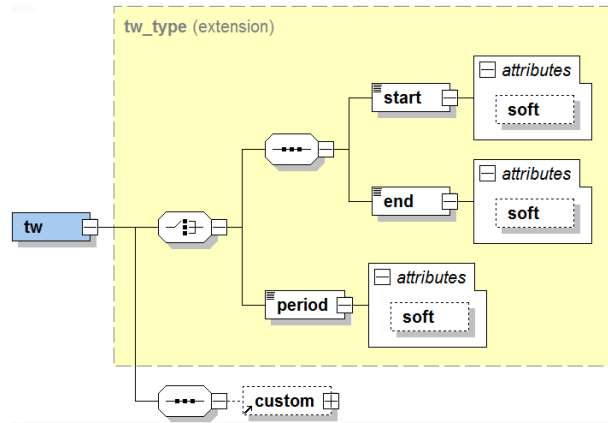 tw_type (extension)
attributes
start
soft
attributes
end
soft
tw
attributes
period
soft
custom